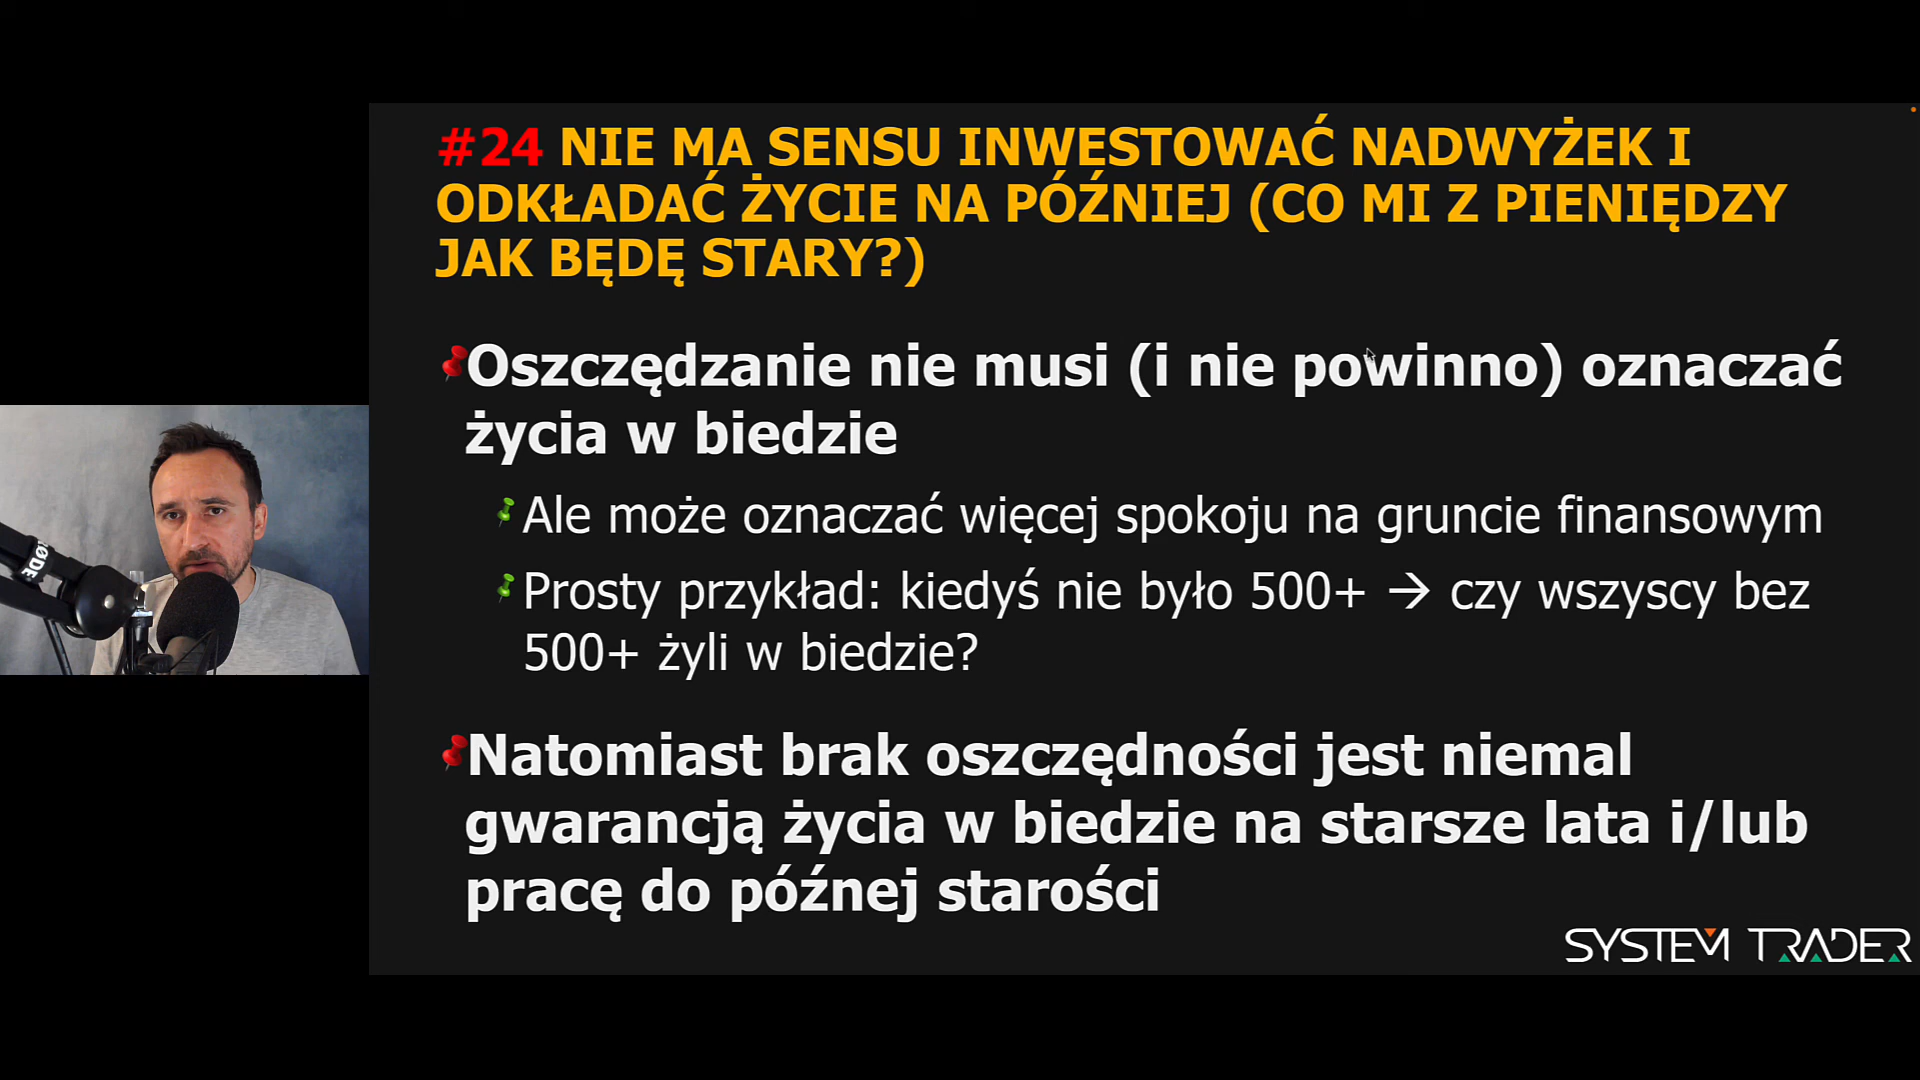 #24 NIE MA SENSU INWESTOWAĆ NADWYŻEK I
ODKŁADAĆ ŻYCIE NA PÓŹNIEJ (CO MI Z PIENIĘDZY
JAK BĘDĘ STARY?)
Oszczędzanie nie musi (i nie powinno) oznaczać
życia w biedzie
Ale może oznaczać więcej spokoju na gruncie finansowym
Prosty przykład: kiedyś nie było 500+ → czy wszyscy bez
500+ żyli w biedzie?
Natomiast brak oszczędności jest niemal
gwarancją życia w biedzie na starsze lata i/lub
pracę do późnej starości
SYSTEM TRADER
RØDE